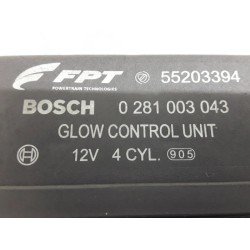 FPT 55203394
POWERTRAIN TECHNOLOGIES
BOSCH 0 281 003 043
GLOW CONTROL UNIT
12V 4 CYL. 905